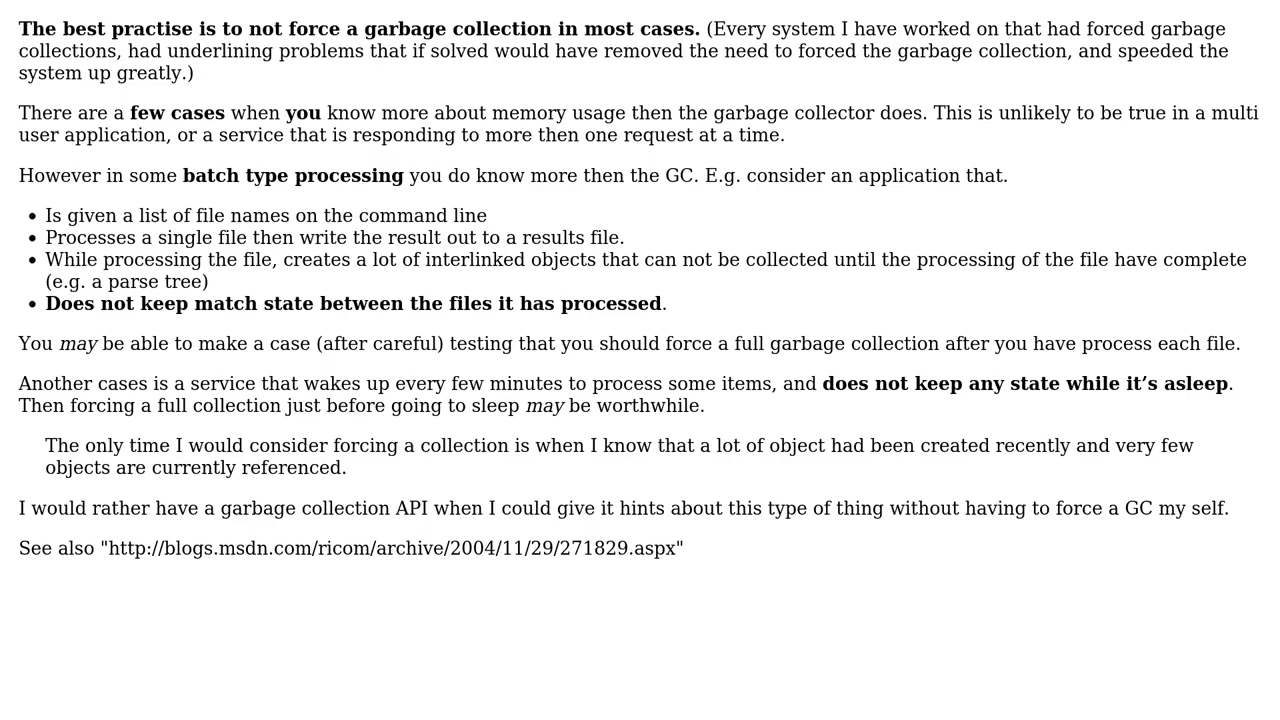 The best practise is to not force a garbage collection in most cases. (Every system I have worked on that had forced garbage
collections, had underlining problems that if solved would have removed the need to forced the garbage collection, and speeded the
system up greatly.)
There are a few cases when you know more about memory usage then the garbage collector does. This is unlikely to be true in a multi
user application, or a service that is responding to more then one request at a time.
However in some batch type processing you do know more then the GC. E.g. consider an application that.
• Is given a list of file names on the command line
• Processes a single file then write the result out to a results file.
• While processing the file, creates a lot of interlinked objects that can not be collected until the processing of the file have complete
(e.g. a parse tree)
• Does not keep match state between the files it has processed.
You may be able to make a case (after careful) testing that you should force a full garbage collection after you have process each file.
Another cases is a service that wakes up every few minutes to process some items, and does not keep any state while it’s asleep.
Then forcing a full collection just before going to sleep may be worthwhile.
The only time I would consider forcing a collection is when I know that a lot of object had been created recently and very few
objects are currently referenced.
I would rather have a garbage collection API when I could give it hints about this type of thing without having to force a GC my self.
See also "http://blogs.msdn.com/ricom/archive/2004/11/29/271829.aspx"